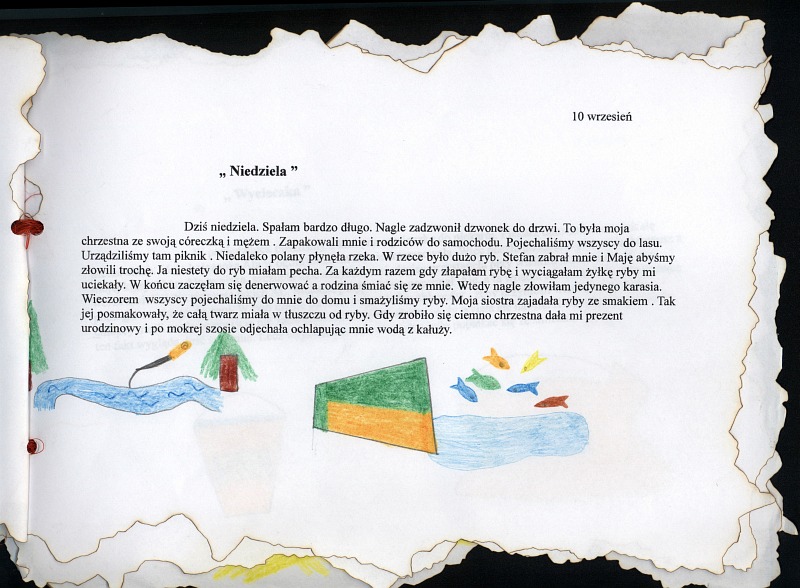 10 wrzesień
„ Niedziela ”
Dziś niedziela. Spałam bardzo długo. Nagle zadzwonił dzwonek do drzwi. To była moja
chrzestna ze swoją córeczką i mężem . Zapakowali mnie i rodziców do samochodu. Pojechaliśmy wszyscy do lasu.
Urządziliśmy tam piknik . Niedaleko polany płynęła rzeka. W rzece było dużo ryb. Stefan zabrał mnie i Maję abyśmy
złowili trochę. Ja niestety do ryb miałam pecha. Za każdym razem gdy złapałam rybę i wyciągałam żyłkę ryby mi
uciekały. W końcu zaczęłam się denerwować a rodzina śmiać się ze mnie. Wtedy nagle złowiłam jedynego karasia.
Wieczorem wszyscy pojechaliśmy do mnie do domu i smażyliśmy ryby. Moja siostra zajadała ryby ze smakiem . Tak
jej posmakowały, że całą twarz miała w tłuszczu od ryby. Gdy zrobiło się ciemno chrzestna dała mi prezent
urodzinowy i po mokrej szosie odjechała ochlapując mnie wodą z kałuży.
„ Wycieczka ”